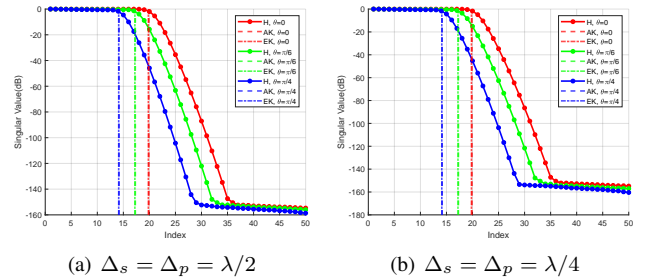 0
-20
-40
-60
-80
-100
-120
-140
-160
Singular Value(dB)
0 5 10 15 20 25 30 35 40 45 50
Index
H, θ=0
AK, θ=0
EK, θ=0
H, θ=π/6
AK, θ=π/6
EK, θ=π/6
H, θ=π/4
AK, θ=π/4
EK, θ=π/4
(a) Δs = Δp = λ/2
0
-20
-40
-60
-80
-100
-120
-140
-160
-180
Singular Value(dB)
0 5 10 15 20 25 30 35 40 45 50
Index
H, θ=0
AK, θ=0
EK, θ=0
H, θ=π/6
AK, θ=π/6
EK, θ=π/6
H, θ=π/4
AK, θ=π/4
EK, θ=π/4
(b) Δs = Δp = λ/4